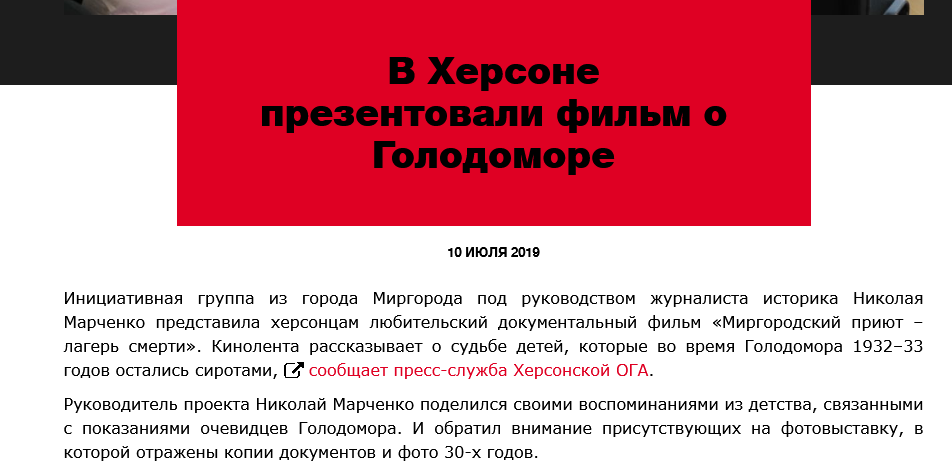 В Херсоне
презентовали фильм о
Голодоморе
10 ИЮЛЯ 2019
Инициативная группа из города Миргорода под руководством журналиста историка Николая
Марченко представила херсонцам любительский документальный фильм «Миргородский приют –
лагерь смерти». Кинолента рассказывает о судьбе детей, которые во время Голодомора 1932–33
годов остались сиротами, сообщает пресс-служба Херсонской ОГА.
Руководитель проекта Николай Марченко поделился своими воспоминаниями из детства, связанными
с показаниями очевидцев Голодомора. И обратил внимание присутствующих на фотовыставку, в
которой отражены копии документов и фото 30-х годов.